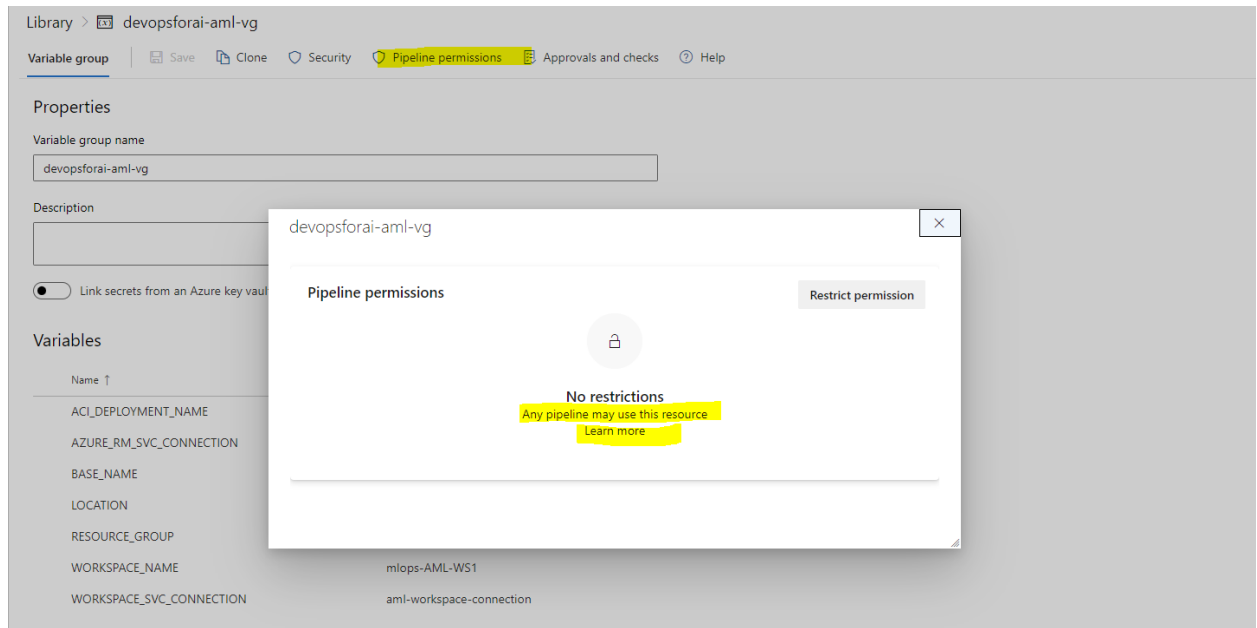 Library > devopsforai-aml-vg
Variable group Save Clone Security Pipeline permissions Approvals and checks Help
Properties
Variable group name
devopsforai-aml-vg
Description
Link secrets from an Azure key
Variables
Name ↑
ACI_DEPLOYMENT_NAME
AZURE_RM_SVC_CONNECTION
BASE_NAME
LOCATION
RESOURCE_GROUP
WORKSPACE_NAME mlops-AML-WS1
WORKSPACE_SVC_CONNECTION aml-workspace-connection
devopsforai-aml-vg
Pipeline permissions
Restrict permission
No restrictions
Any pipeline may use this resource
Learn more